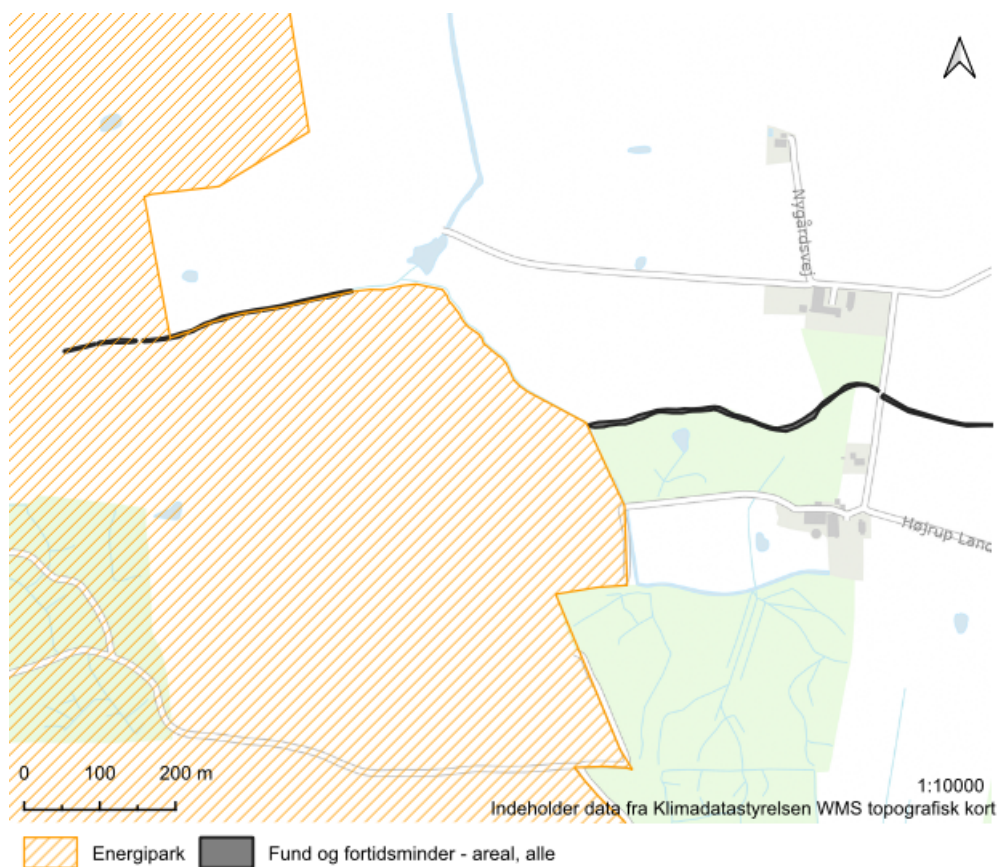 Nygårdsvej
Højrup Land
0 100 200 m
1:10000
Indeholder data fra Klimadatastyrelsen WMS topografisk kort
Energipark Fund og fortidsminder - areal, alle